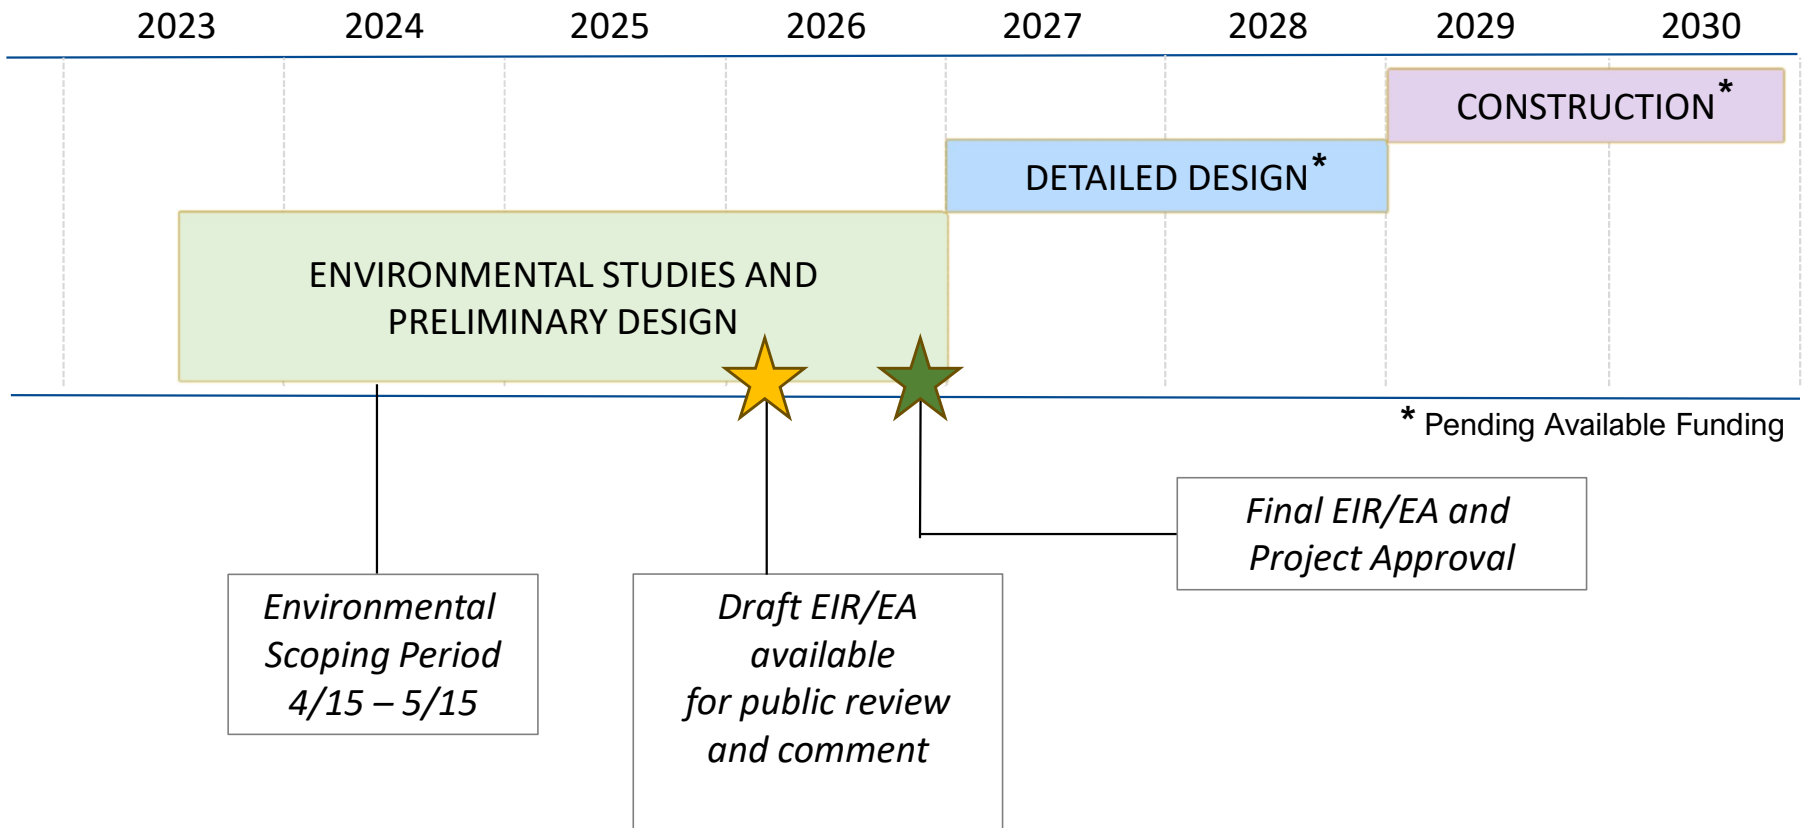 2023 2024 2025 2026 2027 2028 2029 2030
CONSTRUCTION*
DETAILED DESIGN*
ENVIRONMENTAL STUDIES AND
PRELIMINARY DESIGN
* Pending Available Funding
Final EIR/EA and
Project Approval
Environmental
Scoping Period
4/15 – 5/15
Draft EIR/EA
available
for public review
and comment